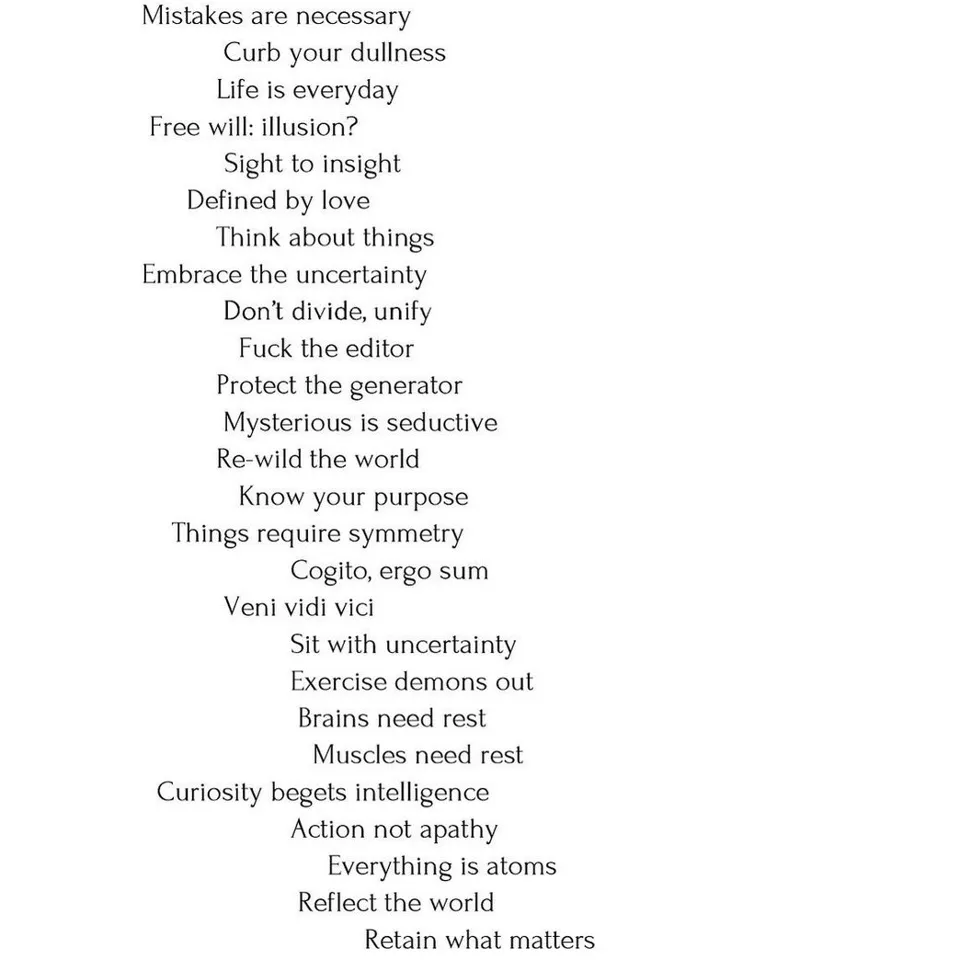 Mistakes are necessary
Curb your dullness
Life is everyday
Free will: illusion?
Sight to insight
Defined by love
Think about things
Embrace the uncertainty
Don’t divide, unify
Fuck the editor
Protect the generator
Mysterious is seductive
Re-wild the world
Know your purpose
Things require symmetry
Cogito, ergo sum
Veni vidi vici
Sit with uncertainty
Exercise demons out
Brains need rest
Muscles need rest
Curiosity begets intelligence
Action not apathy
Everything is atoms
Reflect the world
Retain what matters